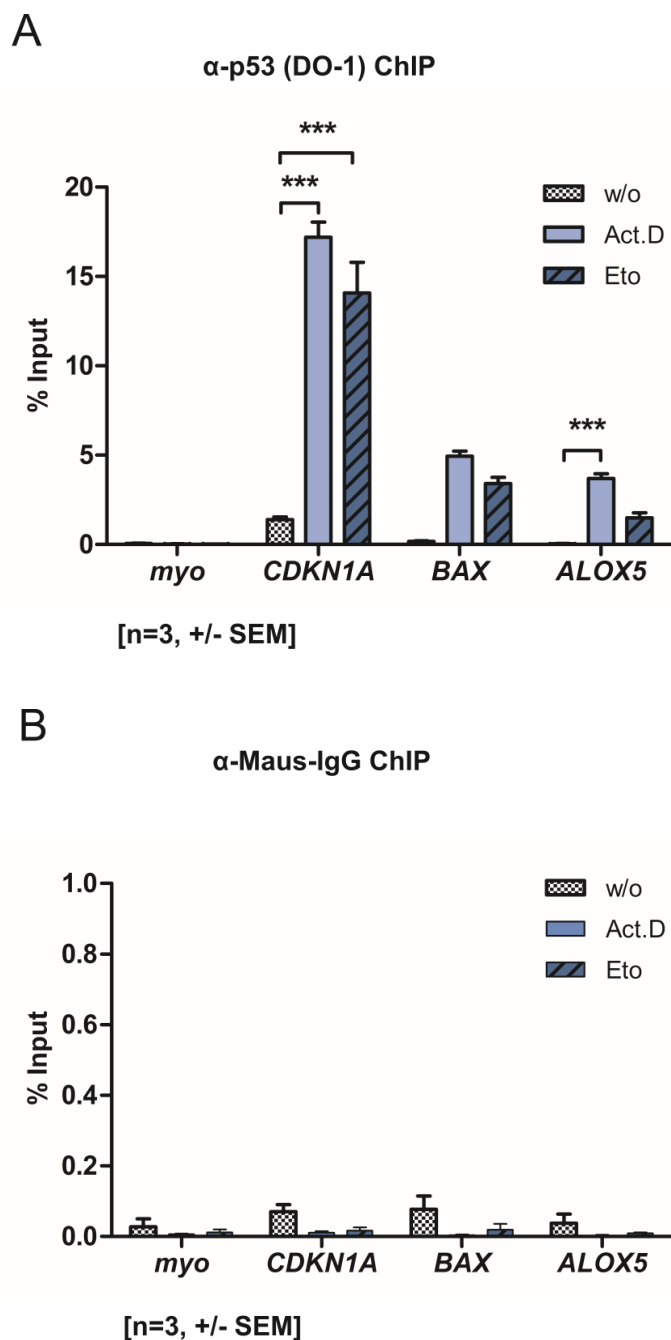 A
α-p53 (DO-1) ChIP
***
***
w/o
Act.D
Eto
***
20
15
10
5
0
% Input
myo CDKN1A BAX ALOX5
[n=3, +/- SEM]
B
α-Maus-IgG ChIP
w/o
Act.D
Eto
1.0
0.8
0.6
0.4
0.2
0.0
% Input
myo CDKN1A BAX ALOX5
[n=3, +/- SEM]